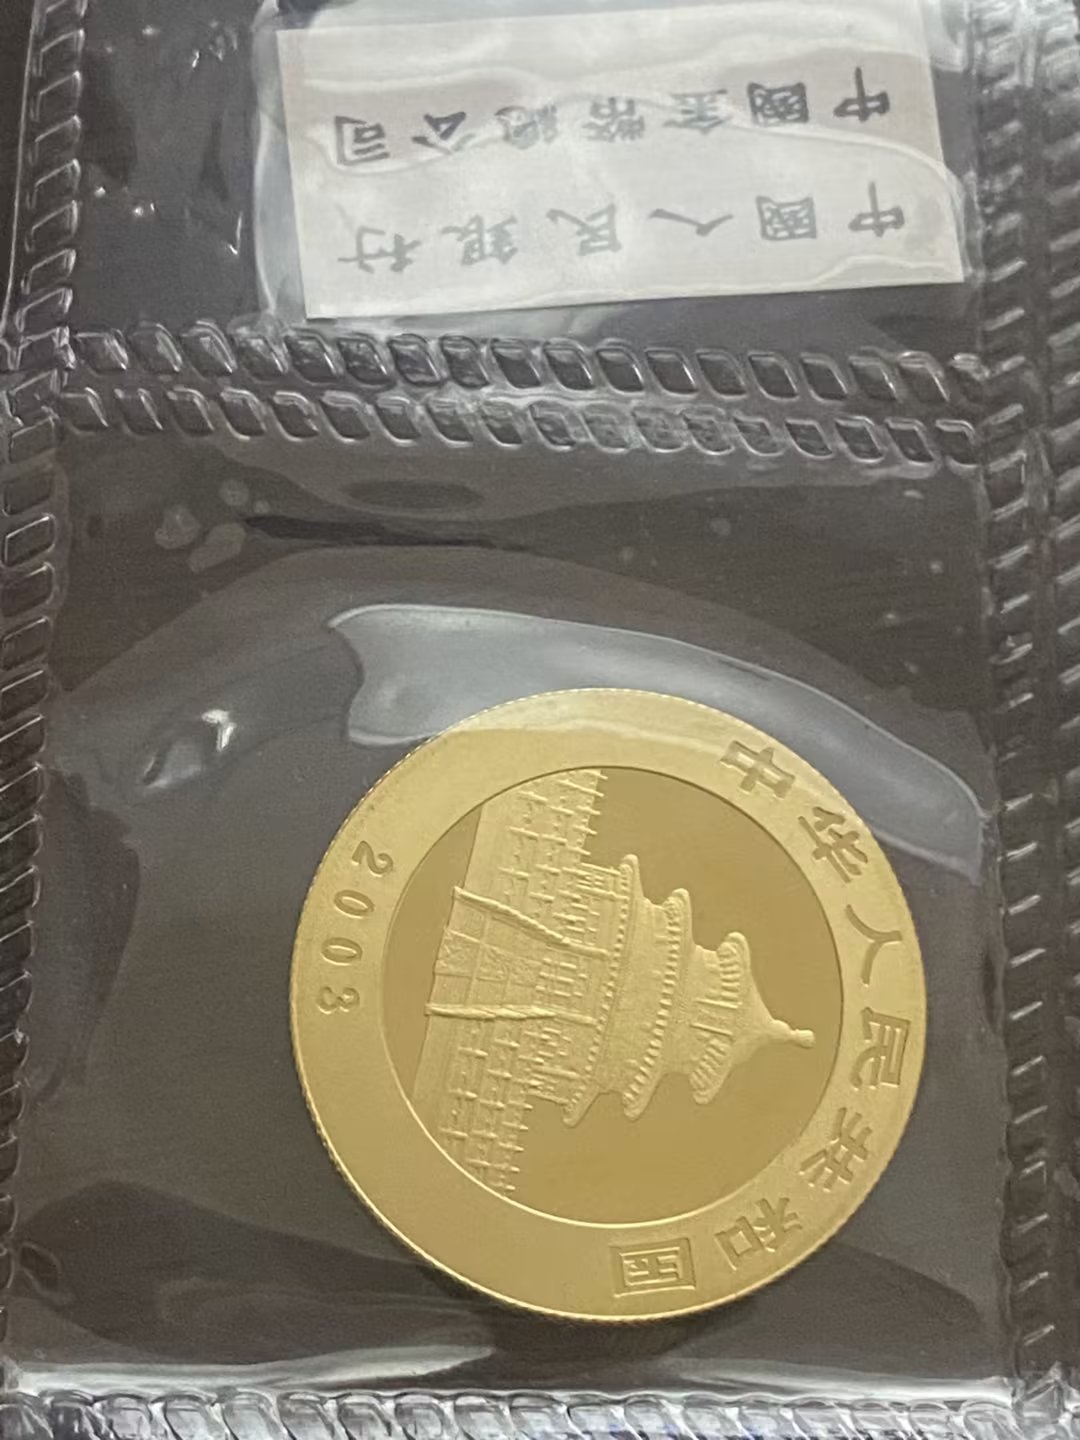 中國人民銀行
中國金幣總公司
中华人民共和国
2003